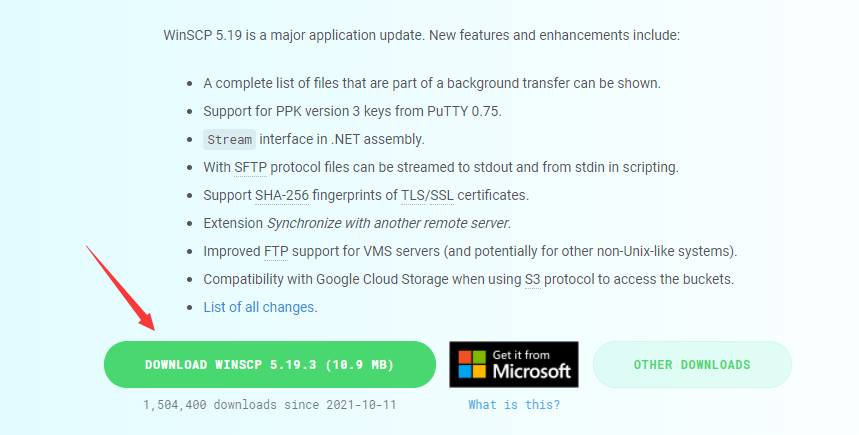 WinSCP 5.19 is a major application update. New features and enhancements include:
A complete list of files that are part of a background transfer can be shown.
Support for PPK version 3 keys from PuTTY 0.75.
Stream interface in .NET assembly.
With SFTP protocol files can be streamed to stdout and from stdin in scripting.
Support SHA-256 fingerprints of TLS/SSL certificates.
Extension Synchronize with another remote server.
Improved FTP support for VMS servers (and potentially for other non-Unix-like systems).
Compatibility with Google Cloud Storage when using S3 protocol to access the buckets.
List of all changes.
DOWNLOAD WINSCP 5.19.3 (10.9 MB)
1,504,400 downloads since 2021-10-11
Get it from
Microsoft
What is this?
OTHER DOWNLOADS